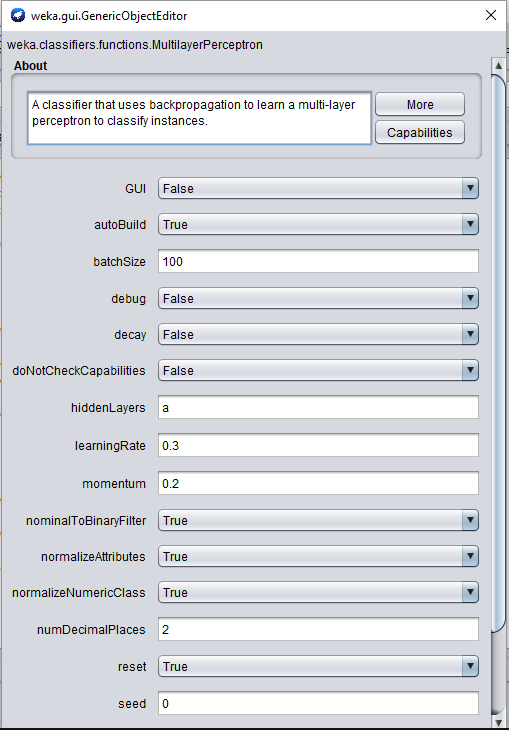 weka.gui.GenericObjectEditor
weka.classifiers.functions.MultilayerPerceptron
About
A classifier that uses backpropagation to learn a multi-layer
perceptron to classify instances.
More
Capabilities
GUI False
autoBuild True
batchSize 100
debug False
decay False
doNotCheckCapabilities False
hiddenLayers a
learningRate 0.3
momentum 0.2
nominalToBinaryFilter True
normalizeAttributes True
normalizeNumericClass True
numDecimalPlaces 2
reset True
seed 0